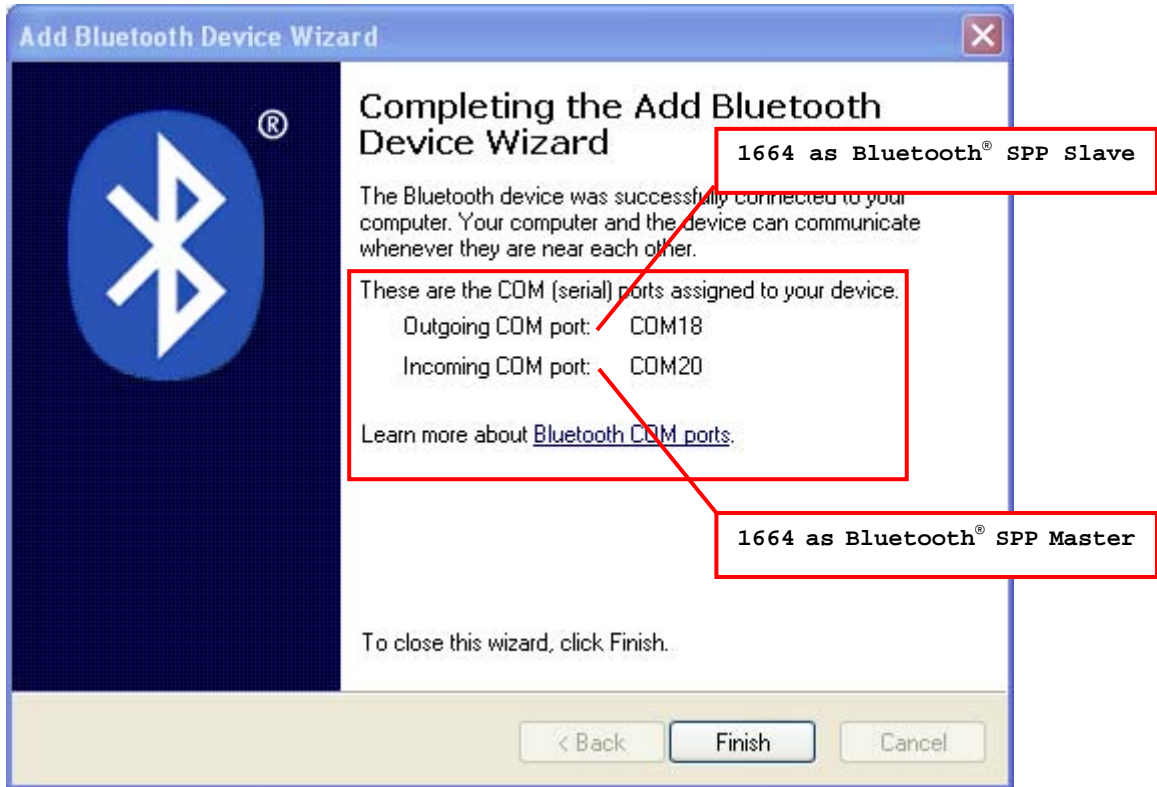 Add Bluetooth Device Wizard
®
Completing the Add Bluetooth
Device Wizard
1664 as Bluetooth® SPP Slave
The Bluetooth device was successfully connected to your
computer. Your computer and the device can communicate
whenever they are near each other.
These are the COM (serial) ports assigned to your device.
Outgoing COM port: COM18
Incoming COM port: COM20
Learn more about Bluetooth COM ports.
1664 as Bluetooth® SPP Master
To close this wizard, click Finish.
< Back Finish Cancel